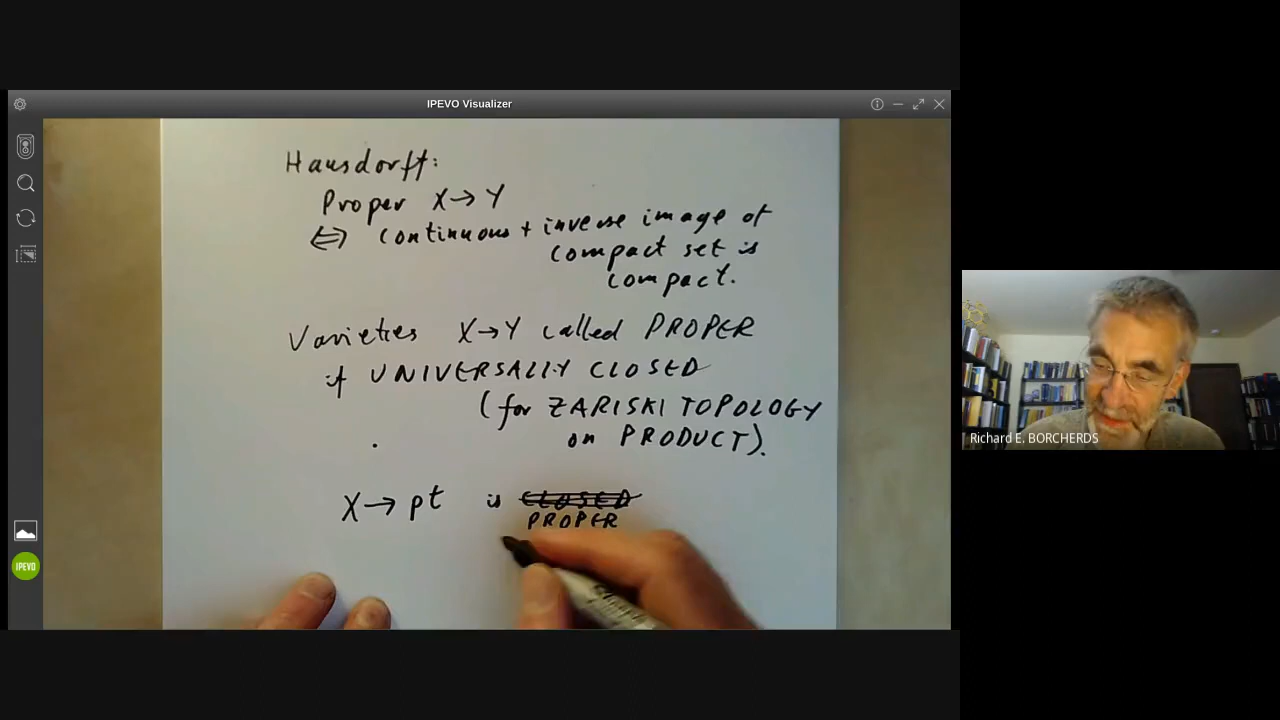 IPEVO Visualizer
Hausdorff:
Proper X→Y
⇔ continuous + inverse image of
compact set is
compact.
Varieties X→Y called PROPER
if UNIVERSALLY CLOSED
(for ZARISKI TOPOLOGY
on PRODUCT).
X→pt is CLOSED
PROPER
Richard E. BORCHERDS
IPEVO